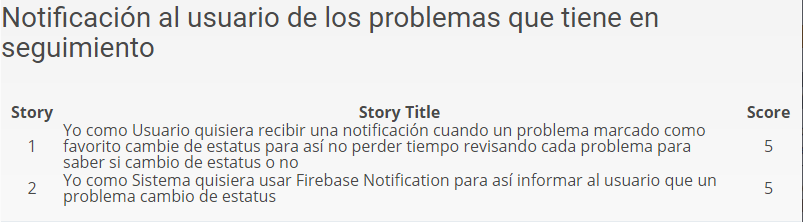 Notificación al usuario de los problemas que tiene en
seguimiento
Story Story Title Score
Yo como Usuario quisiera recibir una notificación cuando un problema marcado como
1 favorito cambie de estatus para así no perder tiempo revisando cada problema para 5
saber si cambio de estatus o no
2 Yo como Sistema quisiera usar Firebase Notification para así informar al usuario que un 5
problema cambio de estatus